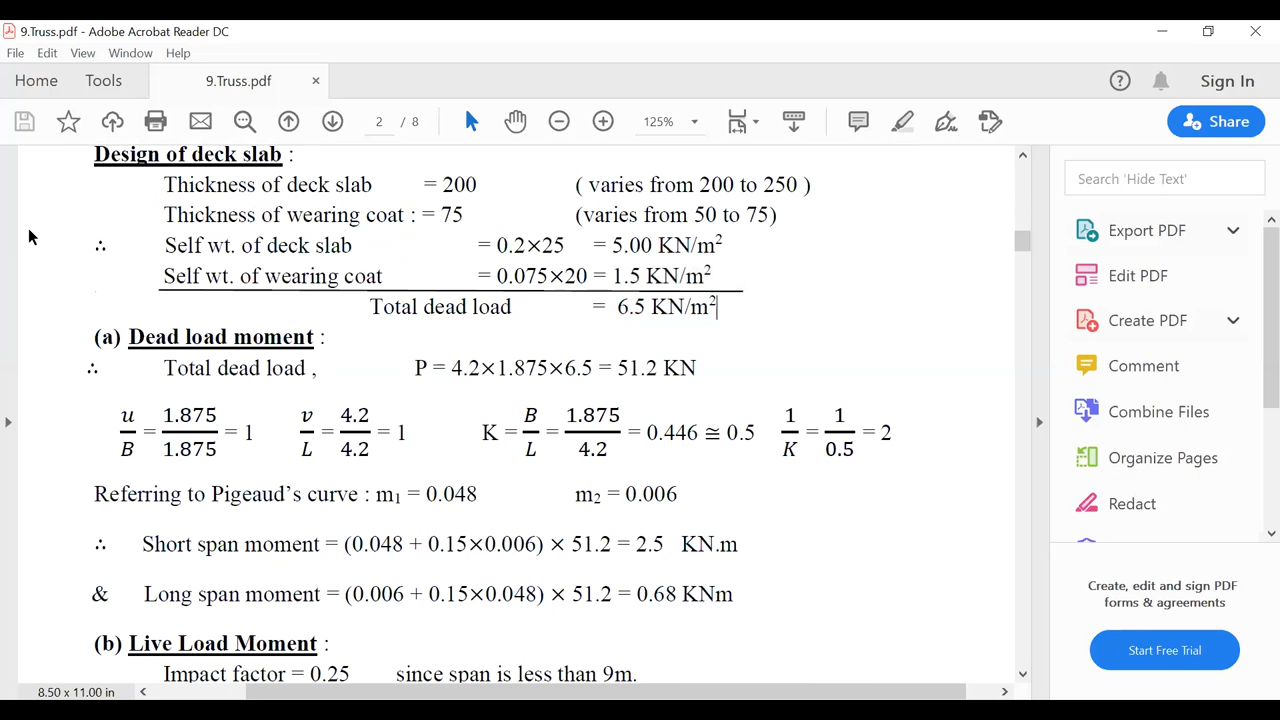 9.Truss.pdf - Adobe Acrobat Reader DC
File Edit View Window Help
Home Tools 9.Truss.pdf × Sign In
2 / 8 125% Share
Design of deck slab :
Thickness of deck slab = 200 ( varies from 200 to 250 )
Thickness of wearing coat : = 75 (varies from 50 to 75)
∴ Self wt. of deck slab = 0.2×25 = 5.00 KN/m²
Self wt. of wearing coat = 0.075×20 = 1.5 KN/m²
Total dead load = 6.5 KN/m²
(a) Dead load moment :
∴ Total dead load , P = 4.2×1.875×6.5 = 51.2 KN
u/B = 1.875/1.875 = 1 v/L = 4.2/4.2 = 1 K = B/L = 1.875/4.2 = 0.446 ≅ 0.5 1/K = 1/0.5 = 2
Referring to Pigeaud’s curve : m₁ = 0.048 m₂ = 0.006
∴ Short span moment = (0.048 + 0.15×0.006) × 51.2 = 2.5 KN.m
& Long span moment = (0.006 + 0.15×0.048) × 51.2 = 0.68 KNm
(b) Live Load Moment :
Impact factor = 0.25 since span is less than 9m.
8.50 x 11.00 in
Search 'Hide Text'
Export PDF
Edit PDF
Create PDF
Comment
Combine Files
Organize Pages
Redact
Create, edit and sign PDF
forms & agreements
Start Free Trial